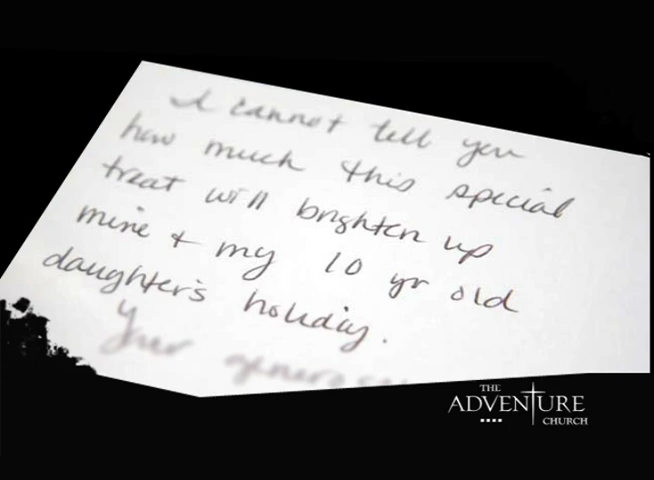 I cannot tell you
how much this special
treat will brighten up
mine + my 10 yr old
daughter's holiday.
Your
THE
ADVENTURE
CHURCH